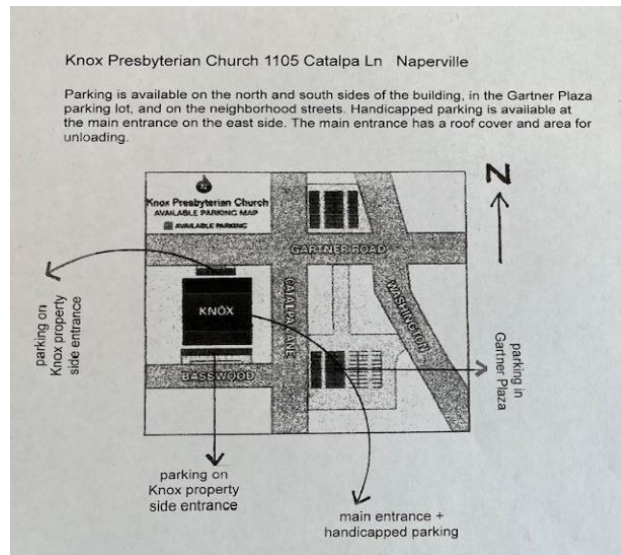 Knox Presbyterian Church 1105 Catalpa Ln Naperville
Parking is available on the north and south sides of the building, in the Gartner Plaza
parking lot, and on the neighborhood streets. Handicapped parking is available at
the main entrance on the east side. The main entrance has a roof cover and area for
unloading.
N
Knox Presbyterian Church
AVAILABLE PARKING MAP
AVAILABLE PARKING
GARTNER ROAD
parking on
Knox property
side entrance
KNOX
CATALPA LANE
WASHINGTON
parking in
Gartner Plaza
BASSWOOD
parking on
Knox property
side entrance
main entrance +
handicapped parking